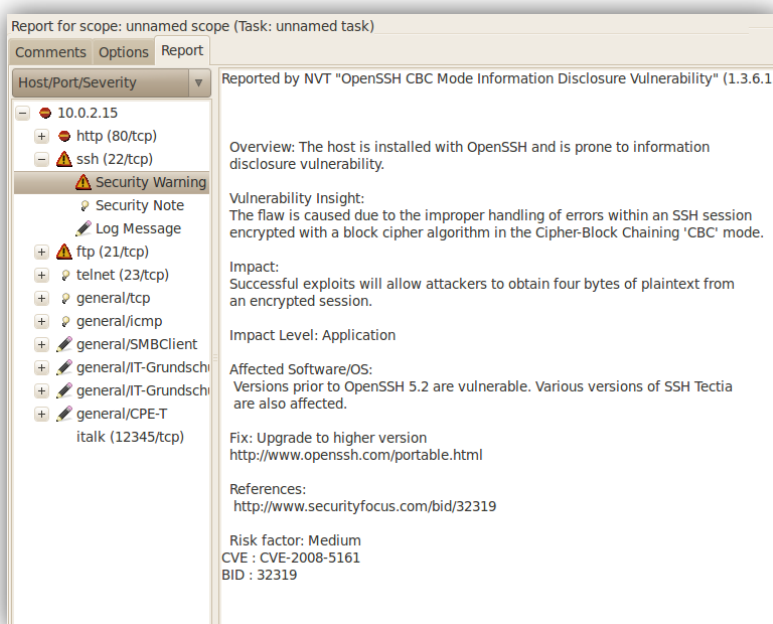 Report for scope: unnamed scope (Task: unnamed task)
Comments Options Report
Host/Port/Severity
10.0.2.15
http (80/tcp)
ssh (22/tcp)
Security Warning
Security Note
Log Message
ftp (21/tcp)
telnet (23/tcp)
general/tcp
general/icmp
general/SMBClient
general/IT-Grundsch
general/IT-Grundsch
general/CPE-T
italk (12345/tcp)
Reported by NVT "OpenSSH CBC Mode Information Disclosure Vulnerability" (1.3.6.1
Overview: The host is installed with OpenSSH and is prone to information
disclosure vulnerability.
Vulnerability Insight:
The flaw is caused due to the improper handling of errors within an SSH session
encrypted with a block cipher algorithm in the Cipher-Block Chaining 'CBC' mode.
Impact:
Successful exploits will allow attackers to obtain four bytes of plaintext from
an encrypted session.
Impact Level: Application
Affected Software/OS:
Versions prior to OpenSSH 5.2 are vulnerable. Various versions of SSH Tectia
are also affected.
Fix: Upgrade to higher version
http://www.openssh.com/portable.html
References:
http://www.securityfocus.com/bid/32319
Risk factor: Medium
CVE : CVE-2008-5161
BID : 32319